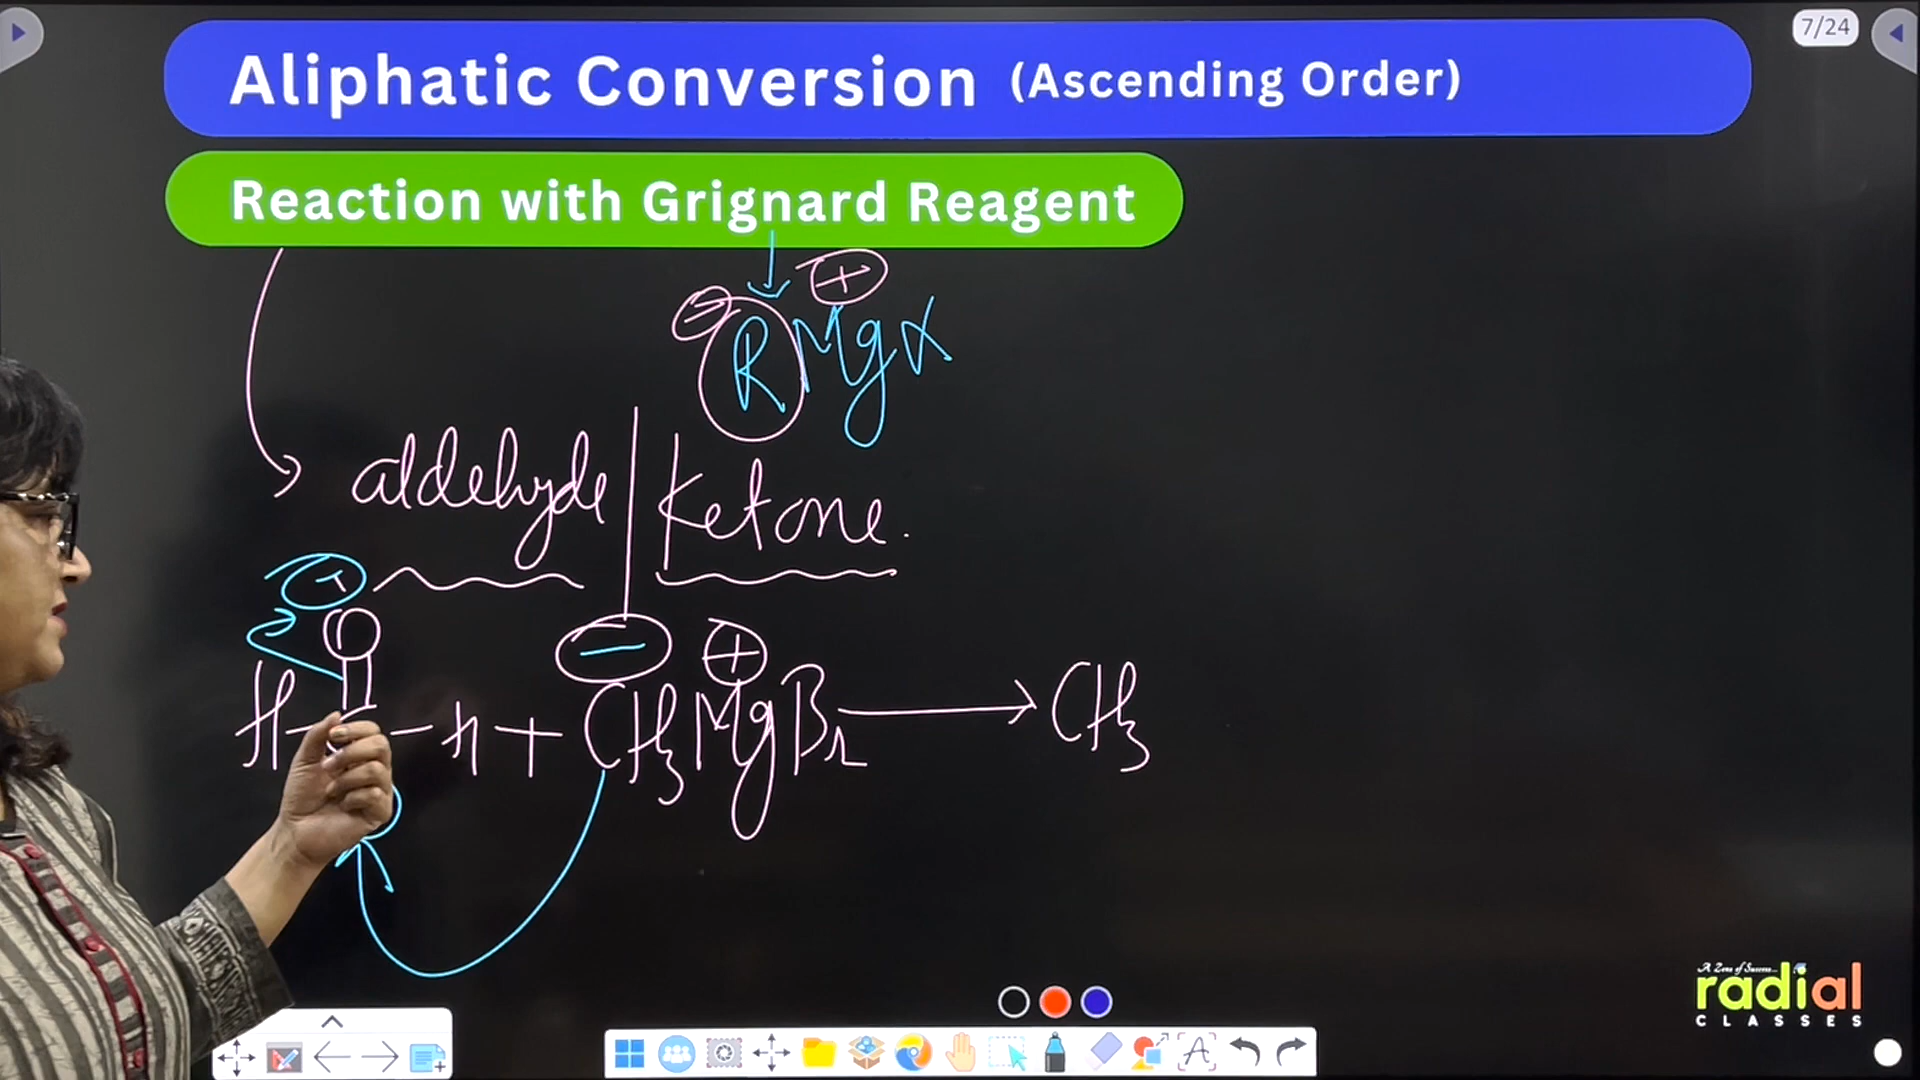 7/24
Aliphatic Conversion (Ascending Order)
Reaction with Grignard Reagent
⊖ ⊕
RMgX
aldehyde | Ketone.
⊕
O ⊖ ⊕
H- -H + CH3MgBr → CH3
A Zone of Success...
radial
CLASSES